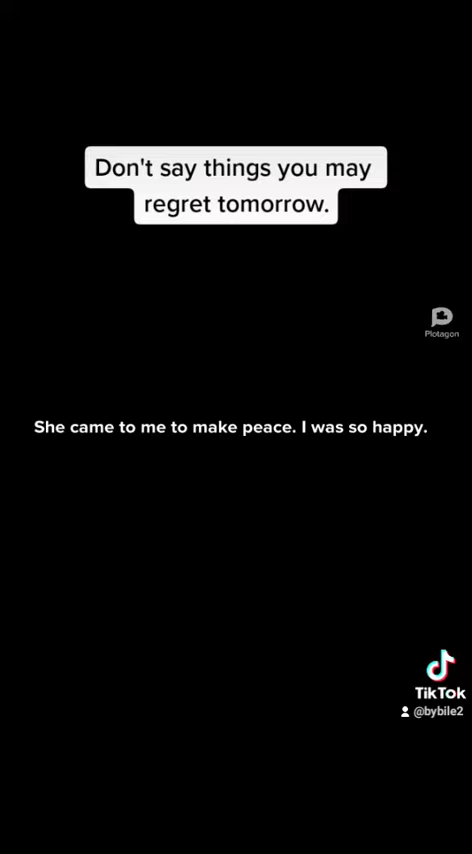 Don't say things you may
regret tomorrow.
Plotagon
She came to me to make peace. I was so happy.
TikTok
@bybile2